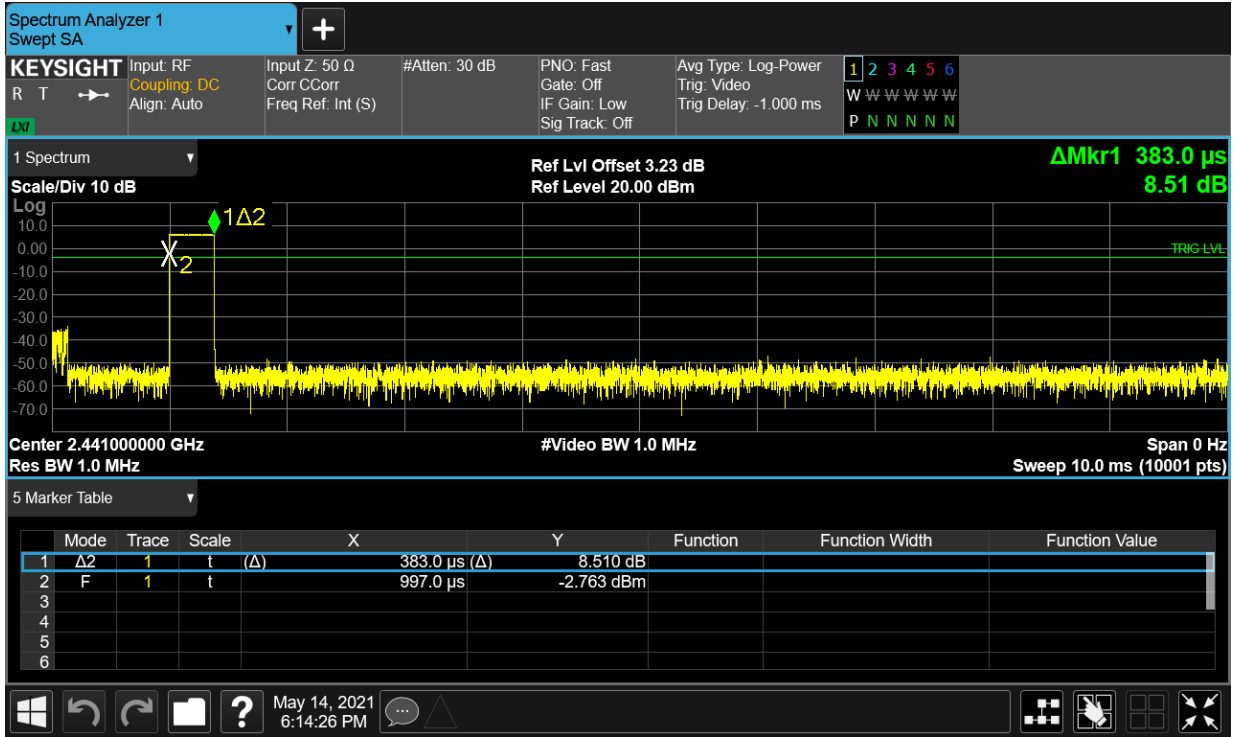 Spectrum Analyzer 1
Swept SA
+
KEYSIGHT Input: RF Input Z: 50 Ω #Atten: 30 dB PNO: Fast Avg Type: Log-Power 1 2 3 4 5 6
R T Coupling: DC Corr CCorr Gate: Off Trig: Video W W W W W W
Align: Auto Freq Ref: Int (S) IF Gain: Low Trig Delay: -1.000 ms
LXI Sig Track: Off P N N N N N
1 Spectrum
Ref Lvl Offset 3.23 dB ΔMkr1 383.0 µs
Scale/Div 10 dB Ref Level 20.00 dBm 8.51 dB
Log
1Δ2
10.0
0.00 TRIG LVL
2
-10.0
-20.0
-30.0
-40.0
-50.0
-60.0
-70.0
Center 2.441000000 GHz #Video BW 1.0 MHz Span 0 Hz
Res BW 1.0 MHz Sweep 10.0 ms (10001 pts)
5 Marker Table
Mode Trace Scale X Y Function Function Width Function Value
1 Δ2 1 t (Δ) 383.0 µs (Δ) 8.510 dB
2 F 1 t 997.0 µs -2.763 dBm
3
4
5
6
? May 14, 2021
6:14:26 PM